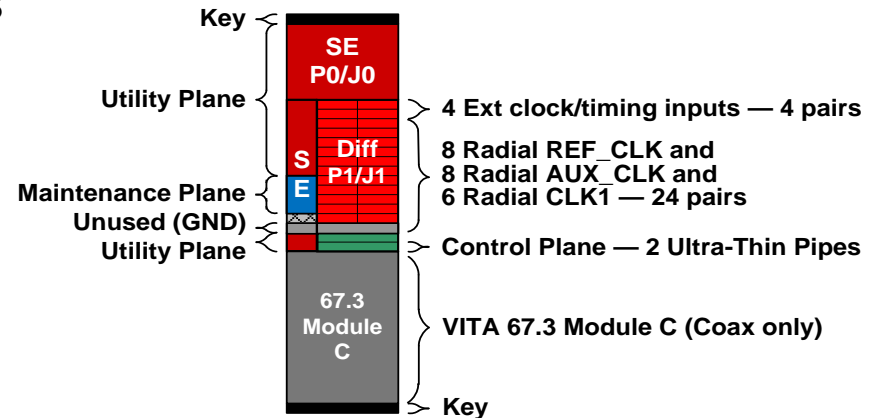 Key
SE
P0/J0
Utility Plane
4 Ext clock/timing inputs — 4 pairs
S
E
Diff
P1/J1
8 Radial REF_CLK and
8 Radial AUX_CLK and
6 Radial CLK1 — 24 pairs
Maintenance Plane
Unused (GND)
Utility Plane
Control Plane — 2 Ultra-Thin Pipes
67.3
Module
C
VITA 67.3 Module C (Coax only)
Key